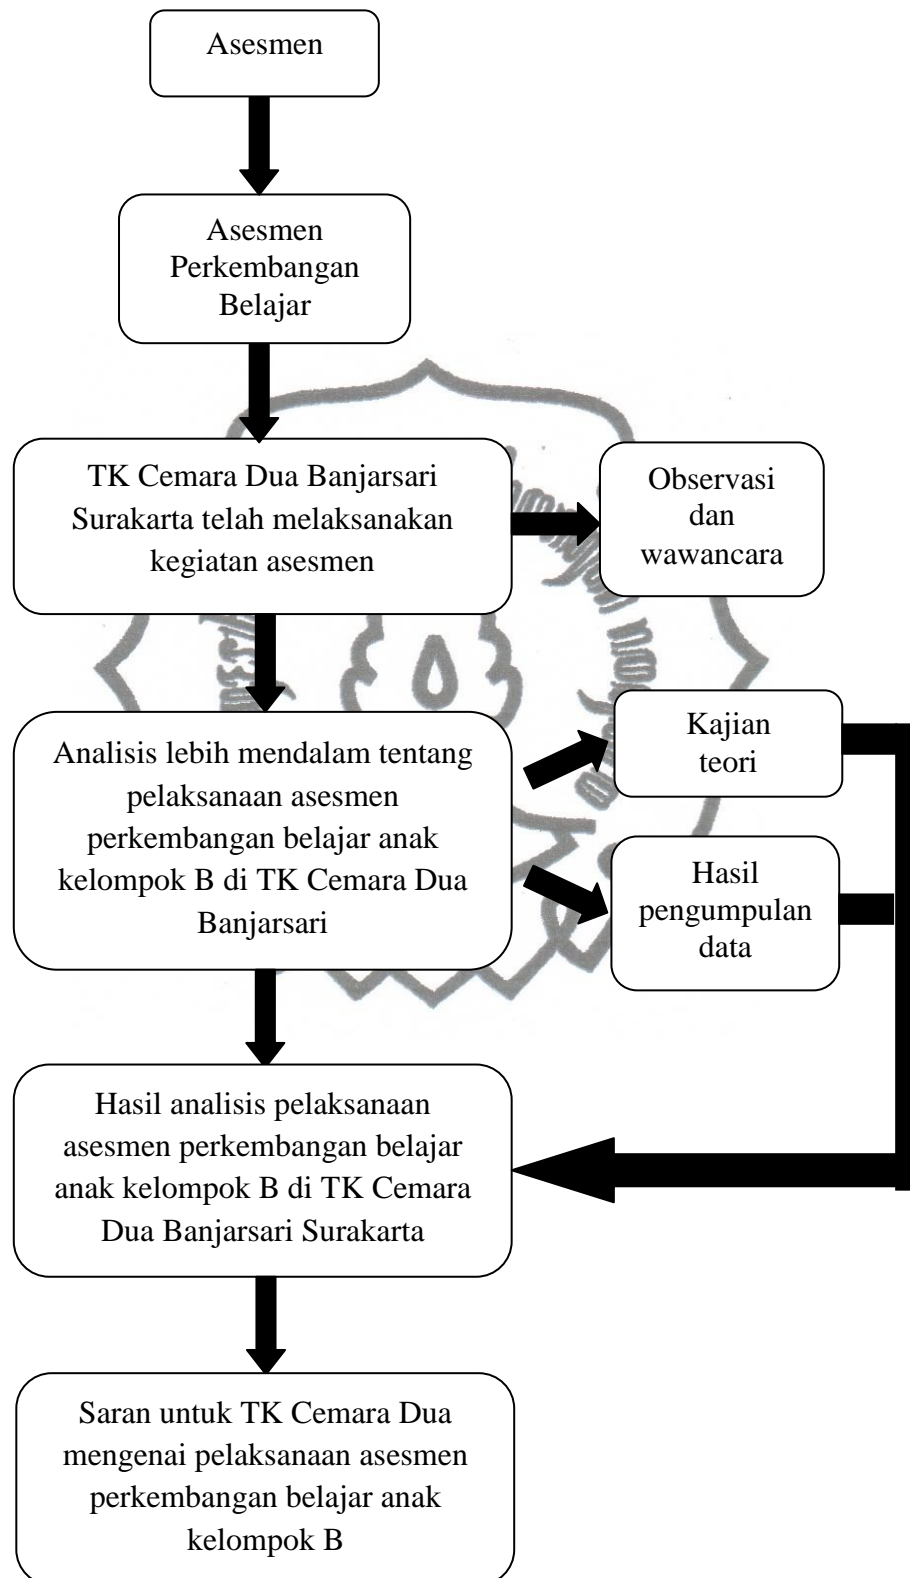 Asesmen
Asesmen
Perkembangan
Belajar
TK Cemara Dua Banjarsari
Surakarta telah melaksanakan
kegiatan asesmen
Observasi
dan
wawancara
Analisis lebih mendalam tentang
pelaksanaan asesmen
perkembangan belajar anak
kelompok B di TK Cemara Dua
Banjarsari
Kajian
teori
Hasil
pengumpulan
data
Hasil analisis pelaksanaan
asesmen perkembangan belajar
anak kelompok B di TK Cemara
Dua Banjarsari Surakarta
Saran untuk TK Cemara Dua
mengenai pelaksanaan asesmen
perkembangan belajar anak
kelompok B